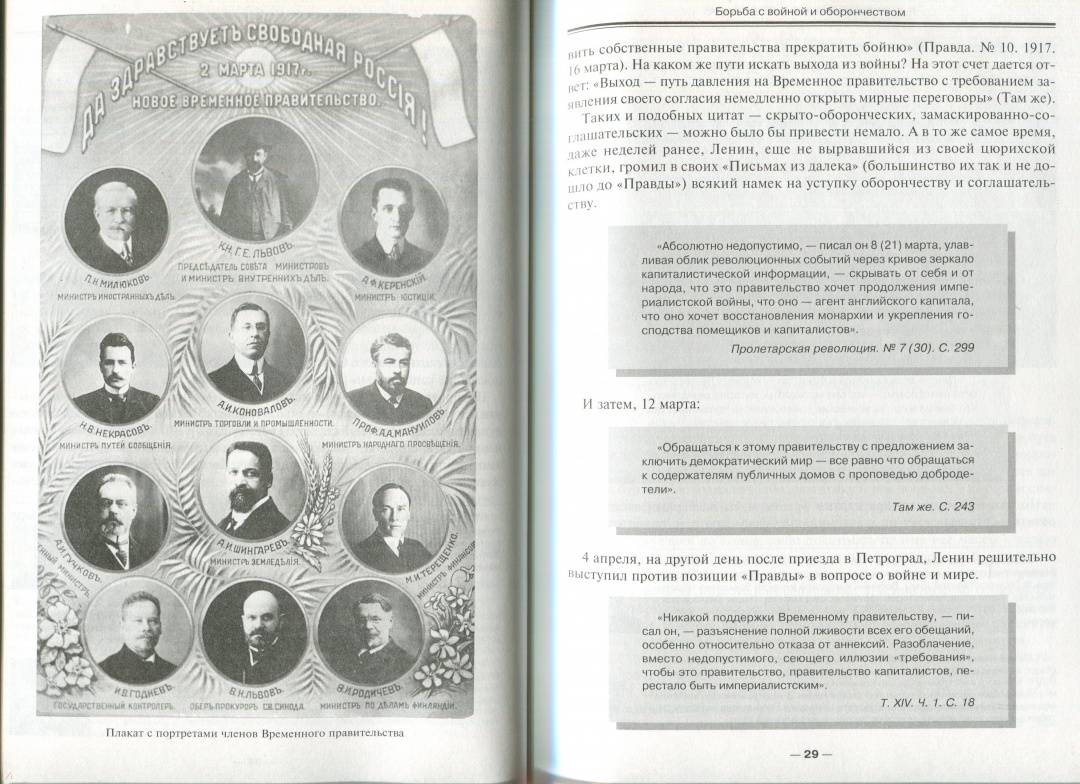 ДА ЗДРАВСТВУЕТЪ СВОБОДНАЯ РОССІЯ!
2 МАРТА 1917 г.
НОВОЕ ВРЕМЕННОЕ ПРАВИТЕЛЬСТВО.
КН. Г. Е. ЛЬВОВЪ.
ПРЕДСѢДАТЕЛЬ СОВѢТА МИНИСТРОВЪ
И МИНИСТРЪ ВНУТРЕННИХЪ ДѢЛЪ.
П. Н. МИЛЮКОВЪ.
МИНИСТРЪ ИНОСТРАННЫХЪ ДѢЛЪ
А. Ф. КЕРЕНСКІЙ.
МИНИСТРЪ ЮСТИЦІИ.
А. И. КОНОВАЛОВЪ.
МИНИСТРЪ ТОРГОВЛИ И ПРОМЫШЛЕННОСТИ.
Н. В. НЕКРАСОВЪ.
МИНИСТРЪ ПУТЕЙ СООБЩЕНІЯ.
ПРОФ. А. А. МАНУИЛОВЪ.
МИНИСТРЪ НАРОДНАГО ПРОСВѢЩЕНІЯ.
А. И. ШИНГАРЕВЪ.
МИНИСТРЪ ЗЕМЛЕДѢЛІЯ.
А. И. ГУЧКОВЪ.
МИНИСТРЪ.
М. И. ТЕРЕЩЕНКО.
МИНИСТРЪ ФИНАНСОВ
И. В. ГОДНЕВЪ.
ГОСУДАРСТВЕННЫЙ КОНТРОЛЕРЪ.
В. Н. ЛЬВОВЪ.
ОБЕРЪ-ПРОКУРОРЪ СВ. СИНОДА.
В. И. РОДИЧЕВЪ.
МИНИСТРЪ ПО ДѢЛАМЪ ФИНЛЯНДІИ.
Плакат с портретами членов Временного правительства
Борьба с войной и оборончеством
вить собственные правительства прекратить бойню» (Правда. № 10. 1917.
16 марта). На каком же пути искать выхода из войны? На этот счет дается от-
вет: «Выход — путь давления на Временное правительство с требованием за-
явления своего согласия немедленно открыть мирные переговоры» (Там же).
Таких и подобных цитат — скрыто-оборонческих, замаскированно-со-
глашательских — можно было бы привести немало. А в то же самое время,
даже неделей ранее, Ленин, еще не вырвавшийся из своей цюрихской
клетки, громил в своих «Письмах из далека» (большинство их так и не до-
шло до «Правды») всякий намек на уступку оборончеству и соглашатель-
ству.
«Абсолютно недопустимо, — писал он 8 (21) марта, улав-
ливая облик революционных событий через кривое зеркало
капиталистической информации, — скрывать от себя и от
народа, что это правительство хочет продолжения импе-
риалистской войны, что оно — агент английского капитала,
что оно хочет восстановления монархии и укрепления го-
сподства помещиков и капиталистов».
Пролетарская революция. № 7 (30). С. 299
И затем, 12 марта:
«Обращаться к этому правительству с предложением за-
ключить демократический мир — все равно что обращаться
к содержателям публичных домов с проповедью доброде-
тели».
Там же. С. 243
4 апреля, на другой день после приезда в Петроград, Ленин решительно
выступил против позиции «Правды» в вопросе о войне и мире.
«Никакой поддержки Временному правительству, — пи-
сал он, — разъяснение полной лживости всех его обещаний,
особенно относительно отказа от аннексий. Разоблачение,
вместо недопустимого, сеющего иллюзии «требования»,
чтобы это правительство, правительство капиталистов, пе-
рестало быть империалистским».
Т. XIV. Ч. 1. С. 18
— 29 —